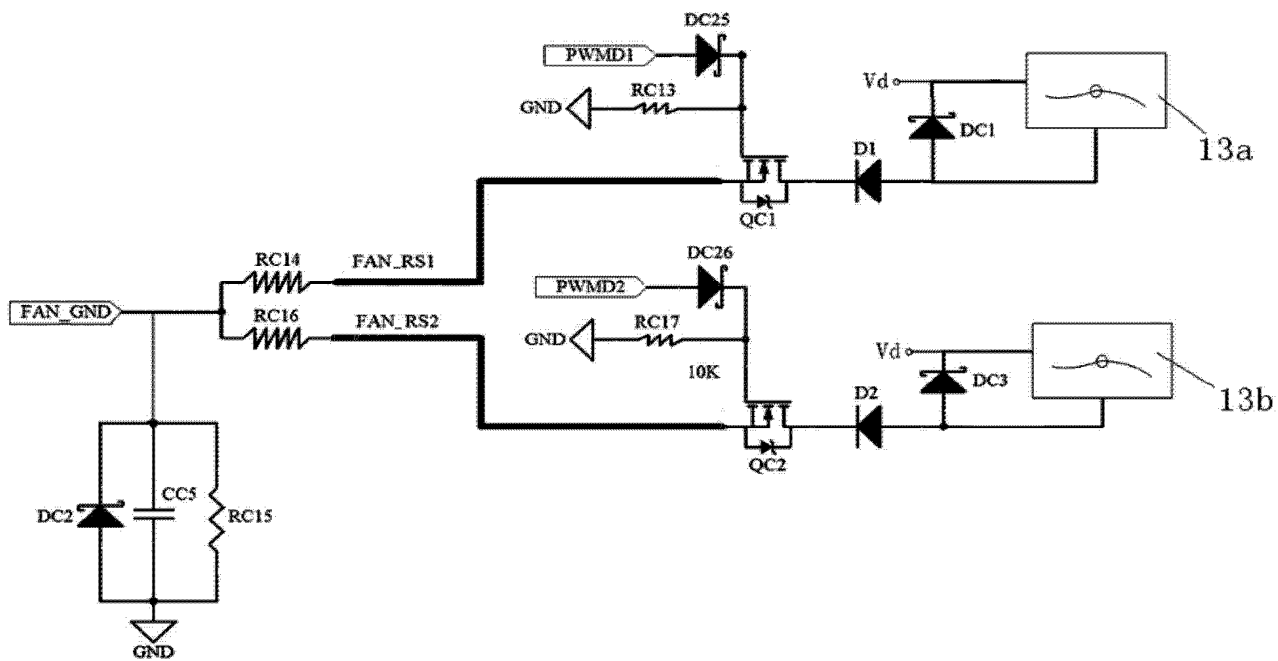 DC25
PWMD1
RC13
GND
Vd
DC1
13a
D1
QC1
RC14
FAN_RS1
DC26
PWMD2
FAN_GND
RC16
FAN_RS2
GND
RC17
10K
Vd
DC3
13b
D2
QC2
DC2
CC5
RC15
GND